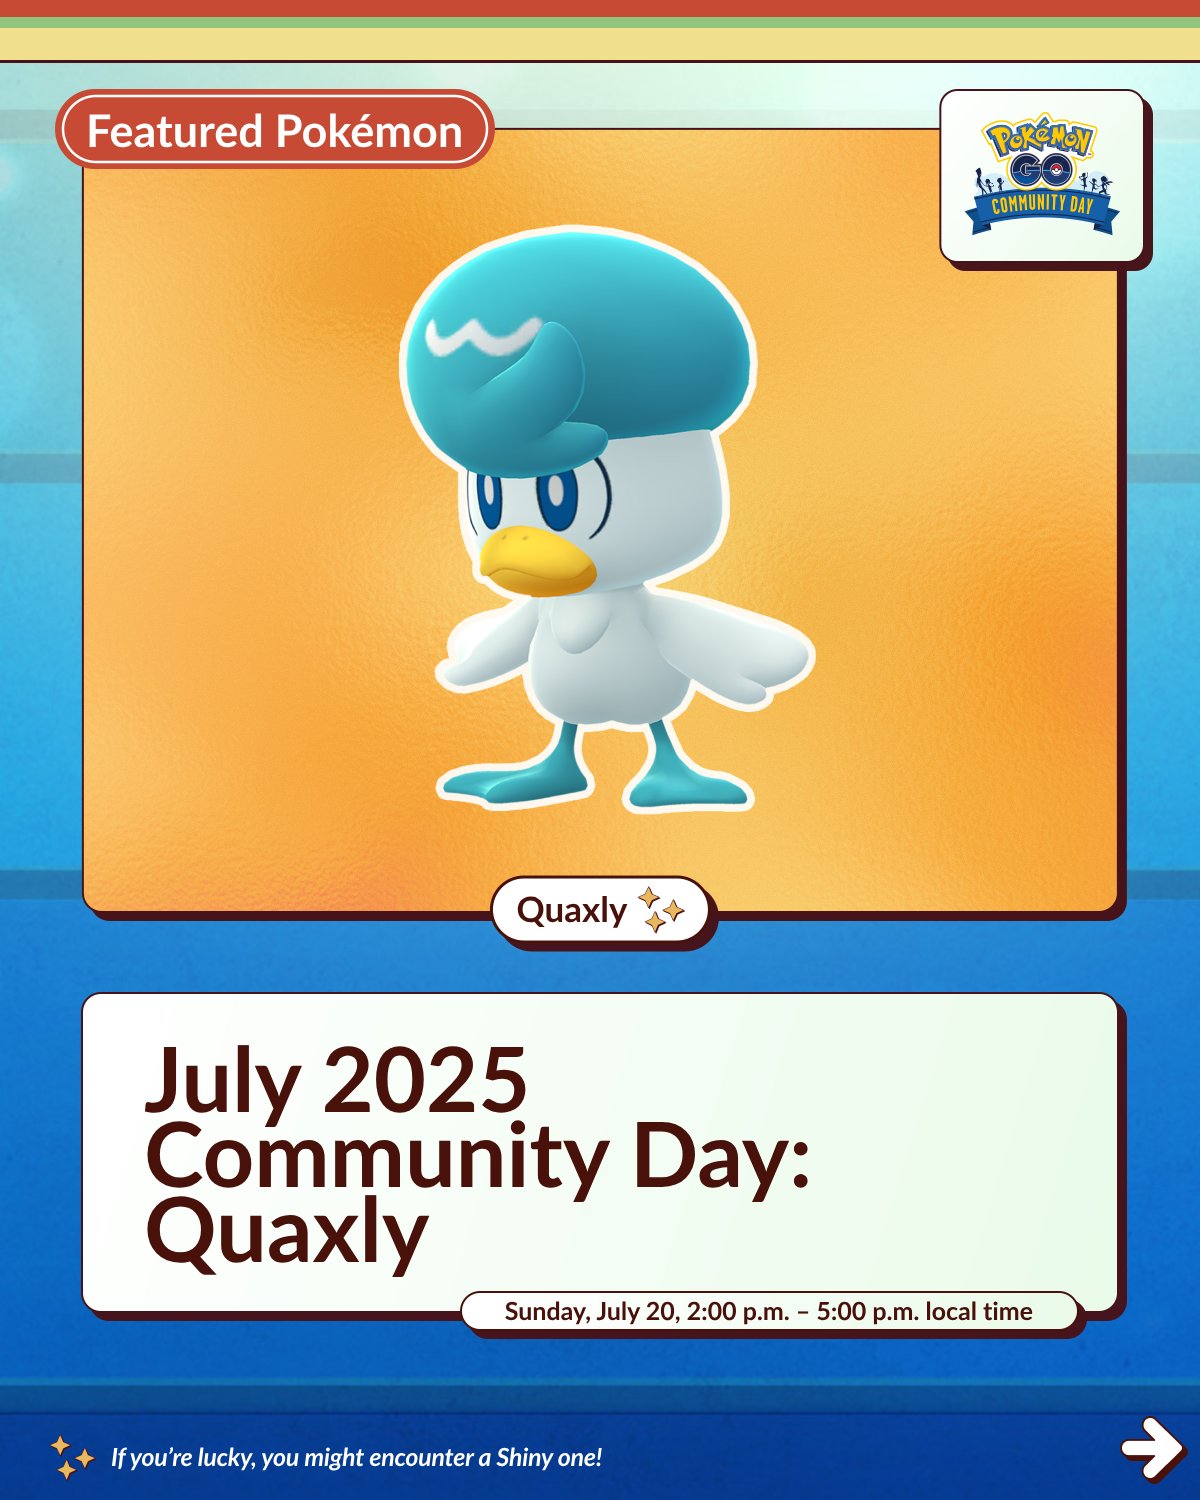 Featured Pokémon
Pokémon
GO
COMMUNITY DAY
Quaxly
July 2025
Community Day:
Quaxly
Sunday, July 20, 2:00 p.m. – 5:00 p.m. local time
If you’re lucky, you might encounter a Shiny one!